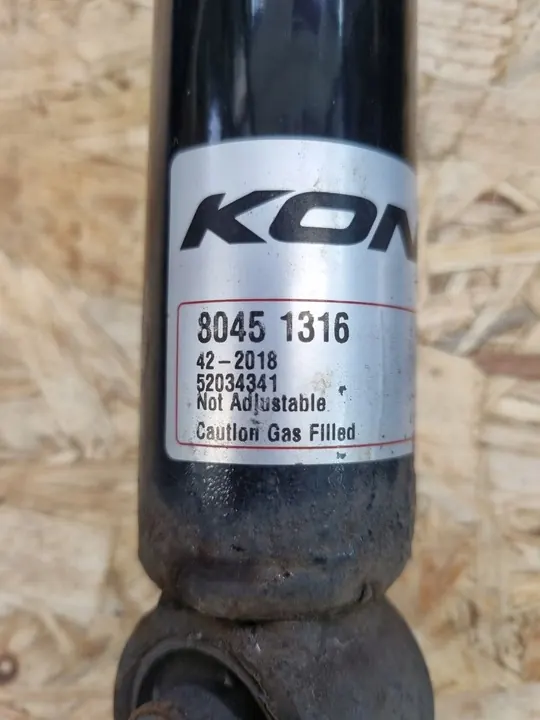 KON
8045 1316
42-2018
52034341
Not Adjustable
Caution Gas Filled